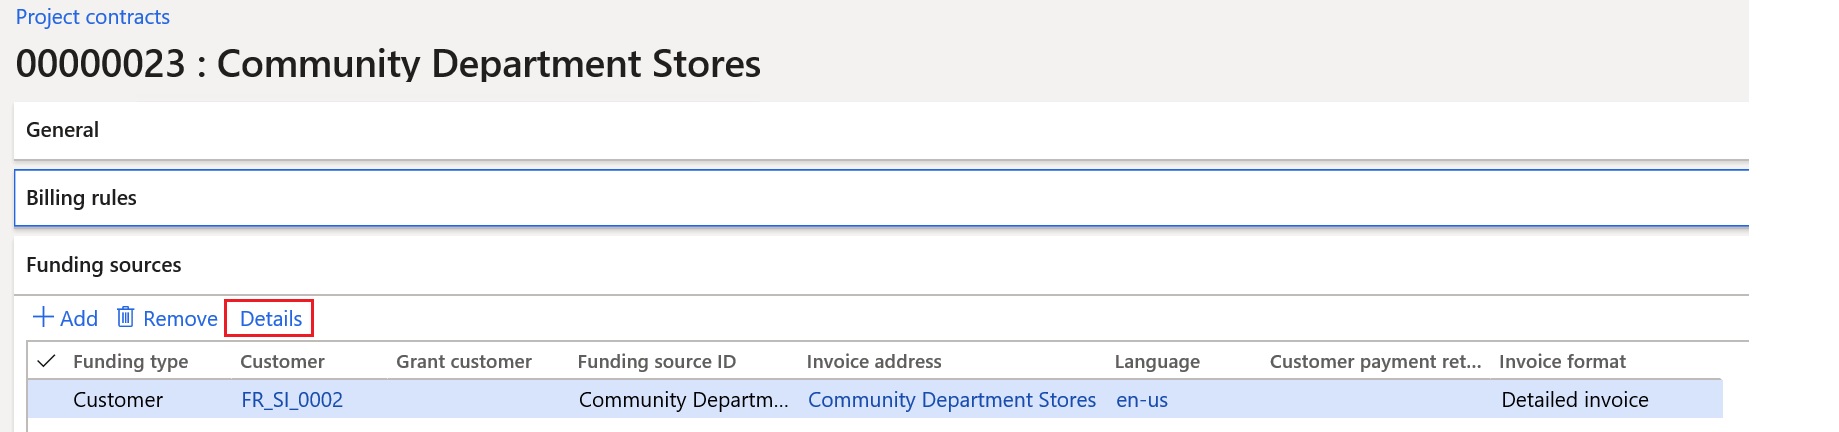 Project contracts
00000023 : Community Department Stores
General
Billing rules
Funding sources
Add Remove Details
Funding type Customer Grant customer Funding source ID Invoice address Language Customer payment ret... Invoice format
Customer FR_SI_0002 Community Departm... Community Department Stores en-us Detailed invoice